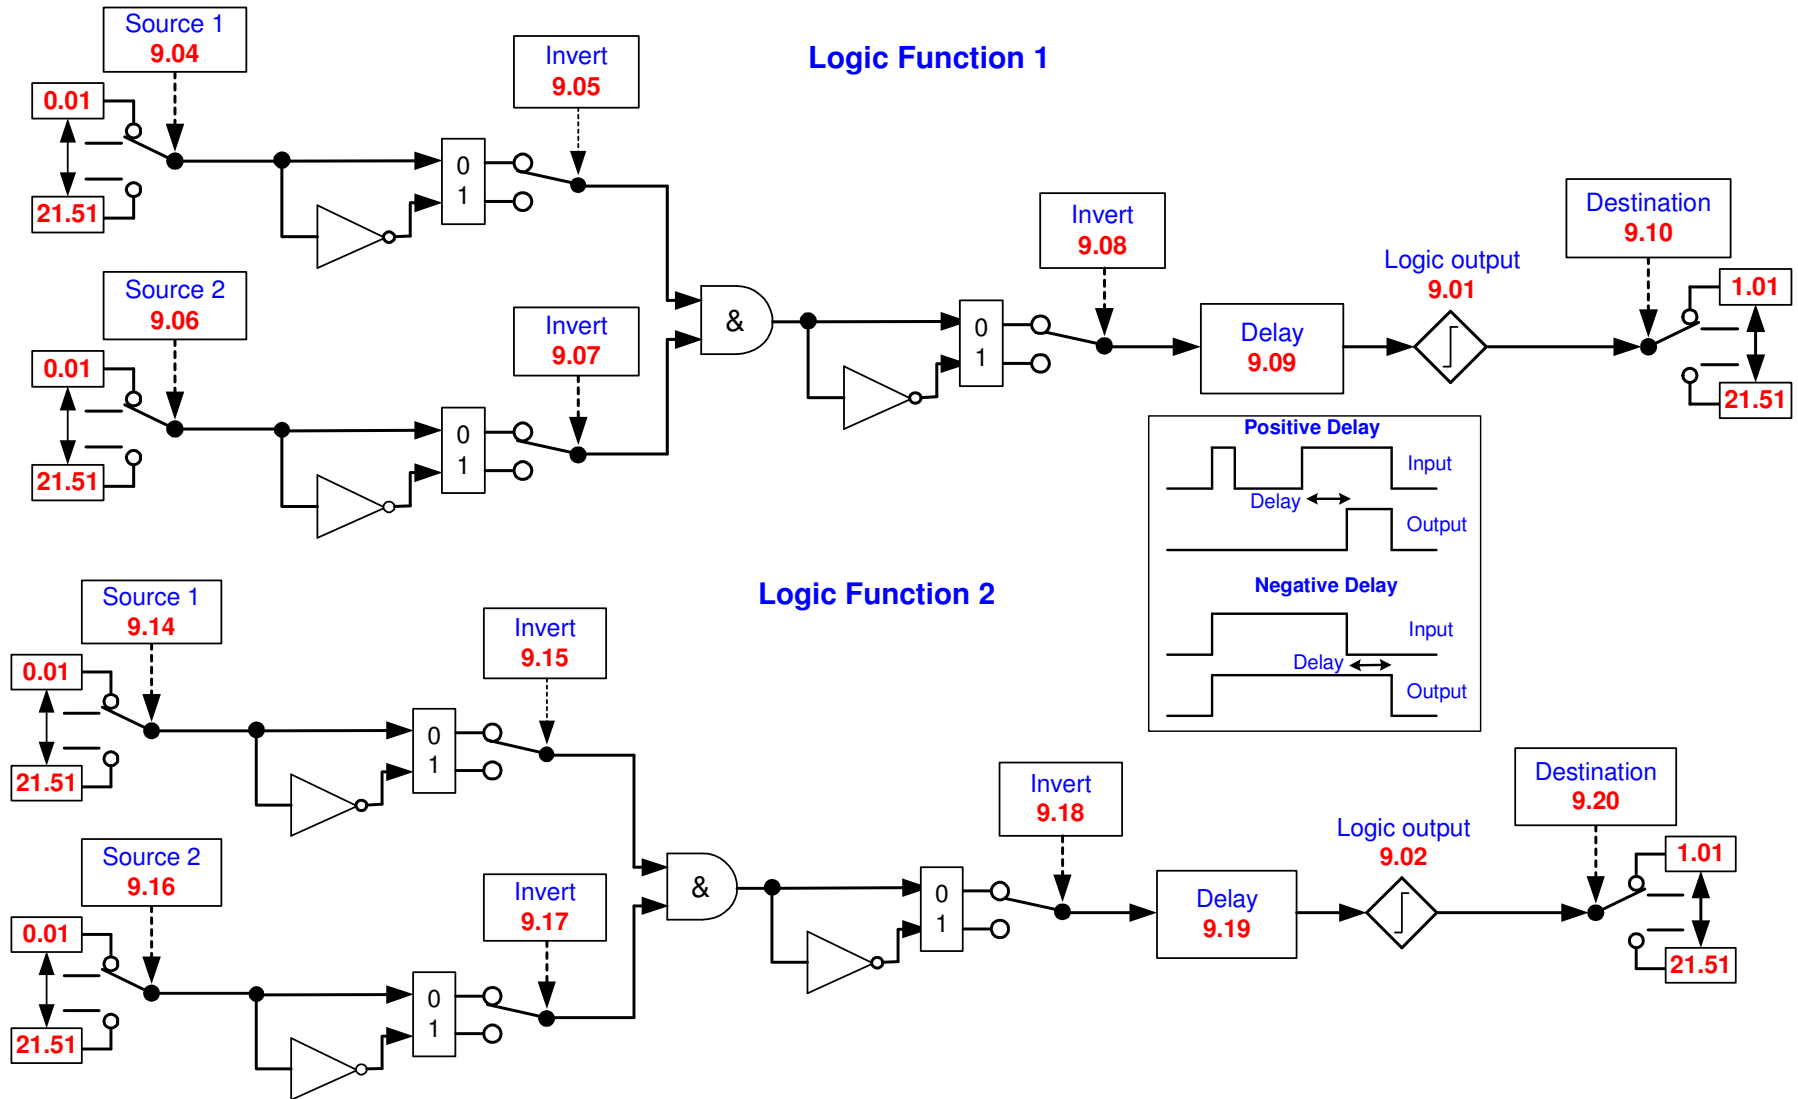 Logic Function 1
Source 1
9.04
0.01
21.51
0
1
Invert
9.05
Source 2
9.06
0.01
21.51
0
1
Invert
9.07
&
0
1
Invert
9.08
Delay
9.09
Logic output
9.01
Destination
9.10
1.01
21.51
Positive Delay
Input
Delay
Output
Negative Delay
Input
Delay
Output
Logic Function 2
Source 1
9.14
0.01
21.51
0
1
Invert
9.15
Source 2
9.16
0.01
21.51
0
1
Invert
9.17
&
0
1
Invert
9.18
Delay
9.19
Logic output
9.02
Destination
9.20
1.01
21.51